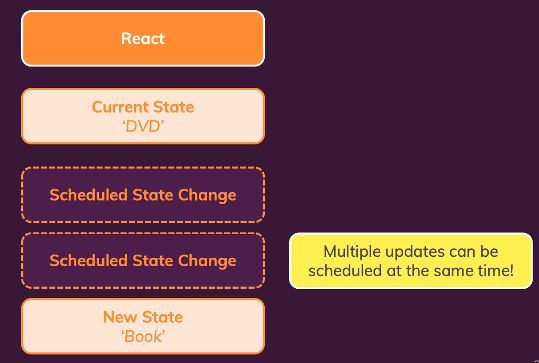 React
Current State
‘DVD’
Scheduled State Change
Scheduled State Change
Multiple updates can be
scheduled at the same time!
New State
‘Book’